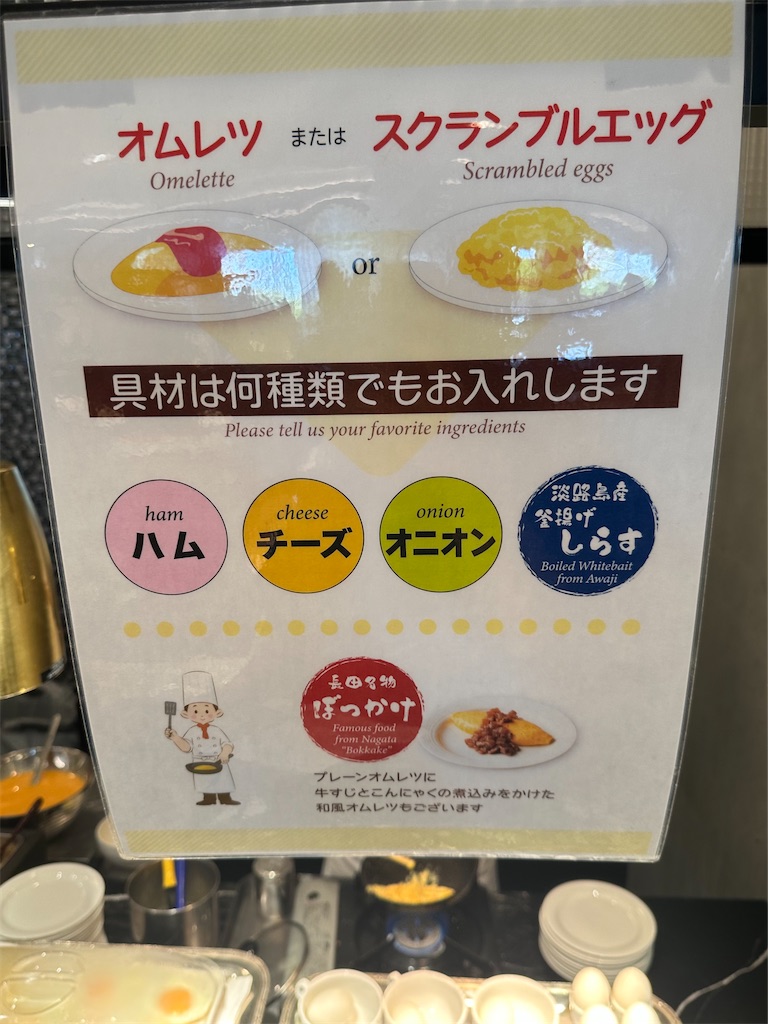 オムレツ または スクランブルエッグ
Omelette Scrambled eggs
or
具材は何種類でもお入れします
Please tell us your favorite ingredients
ham
ハム
cheese
チーズ
onion
オニオン
淡路島産
釜揚げ
しらす
Boiled Whitebait
from Awaji
長田名物
ぼっかけ
Famous food
from Nagata
"Bokkake"
プレーンオムレツに
牛すじとこんにゃくの煮込みをかけた
和風オムレツもございます